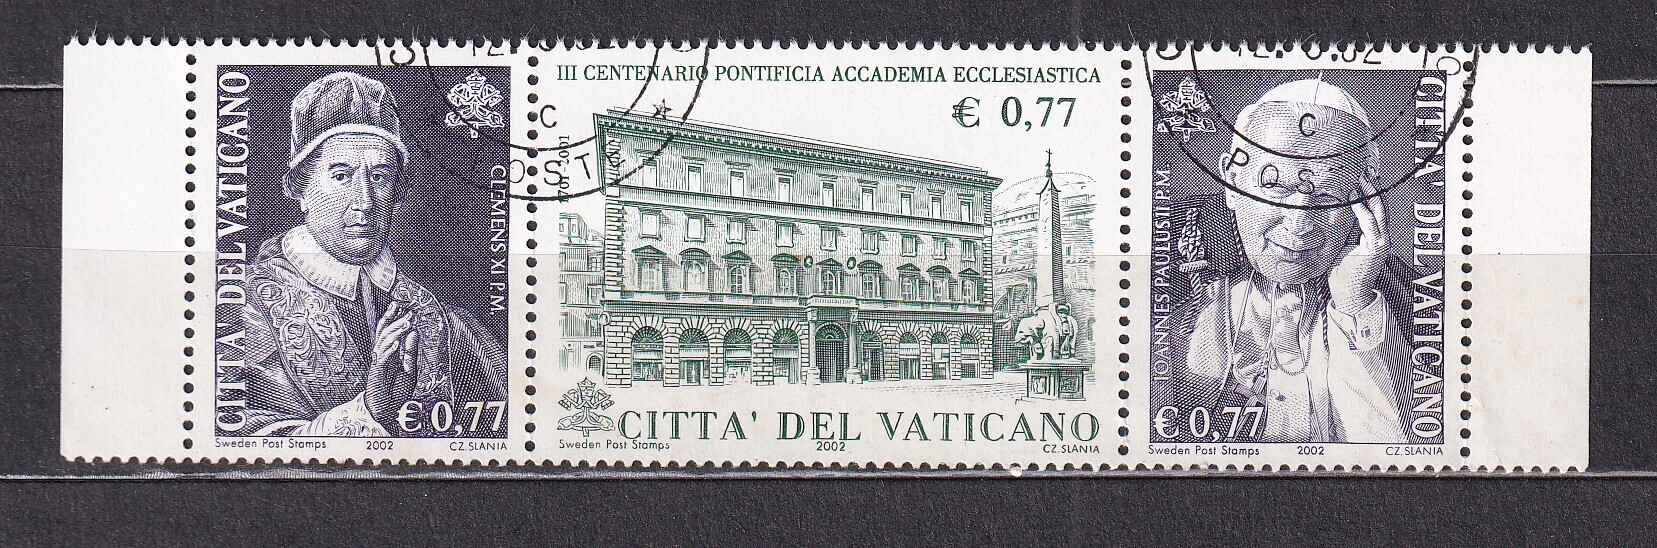 CITTA' DEL VATICANO
CLEMENS XI P.M.
€ 0,77
Sweden Post Stamps 2002 CZ.SLANIA
III CENTENARIO PONTIFICIA ACCADEMIA ECCLESIASTICA
€ 0,77
1701-2001
CITTA' DEL VATICANO
Sweden Post Stamps 2002 CZ.SLANIA
C
OST
CITTA' DEL VATICANO
IOANNES PAULUS II P.M.
€ 0,77
Sweden Post Stamps 2002 CZ.SLANIA
C
POS